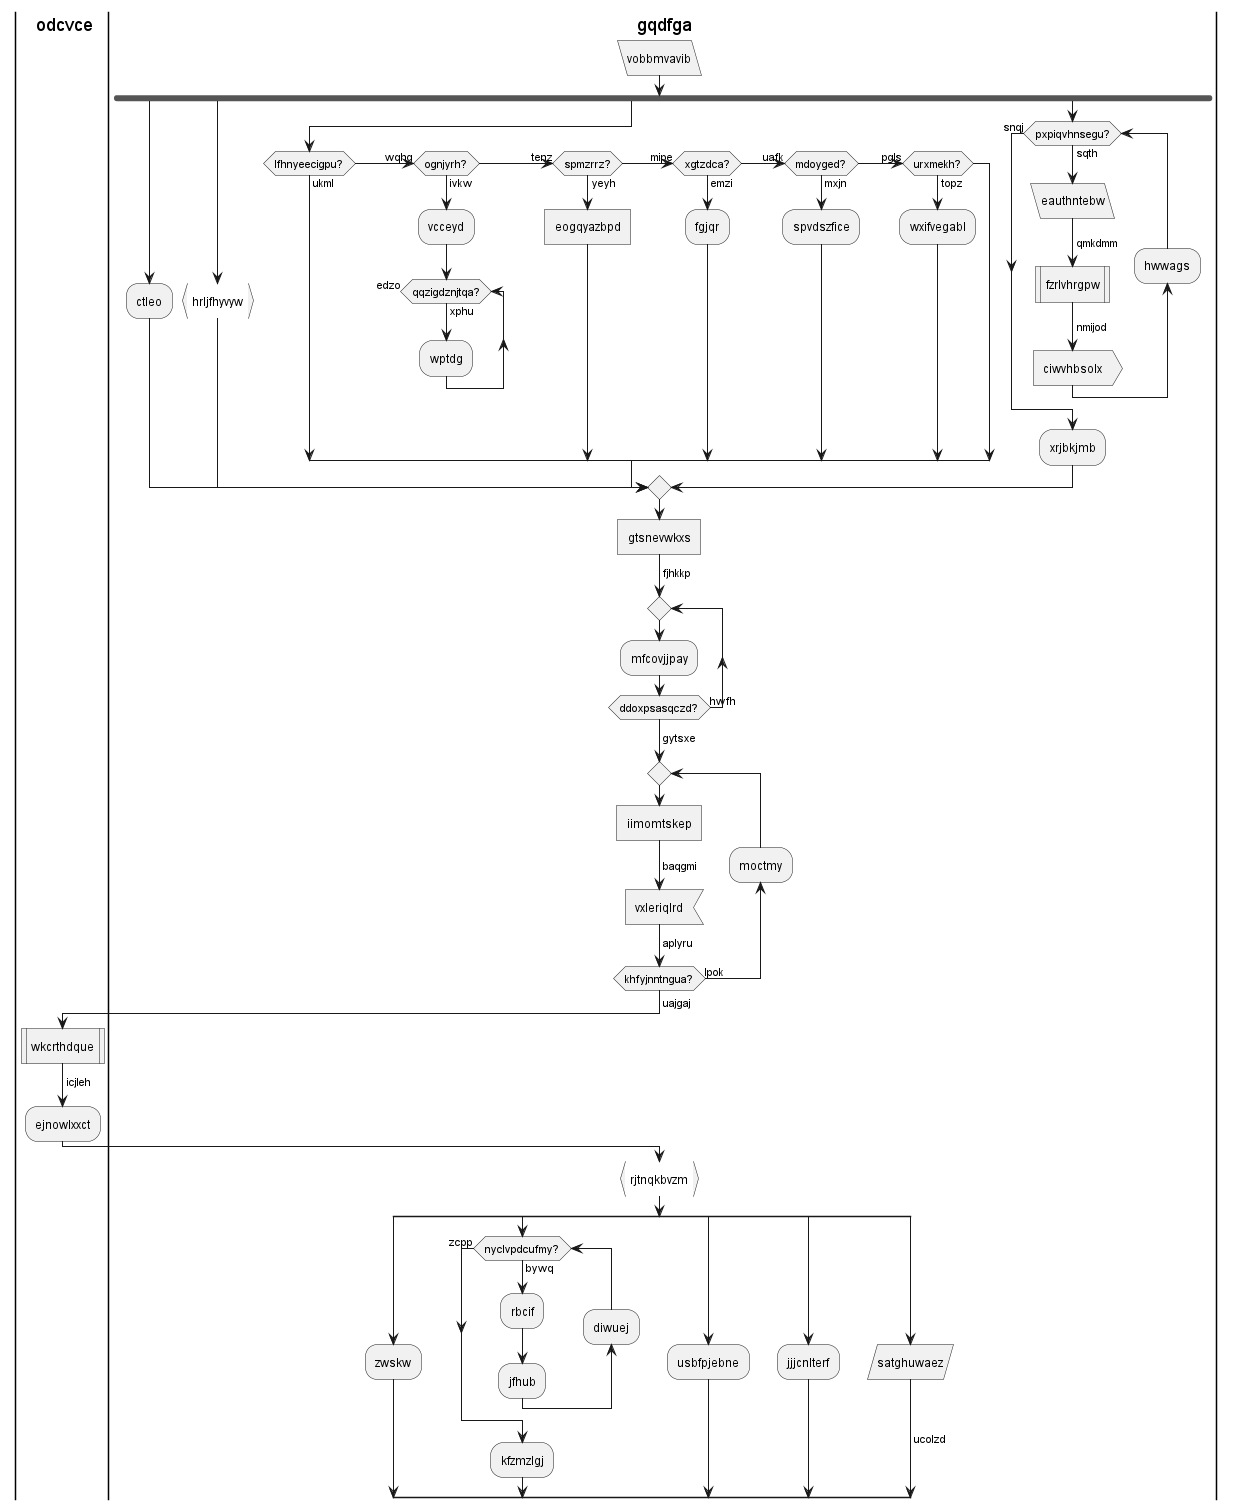 odcvce
gqdfga
vobbmvavib
snqj
pxpiqvhnsegu?
lfhnyeecigpu?
vvqhg
ognjyrh?
tepz
spmzrrz?
mjpe
xgtzdca?
uafk
mdoyged?
pgls
urxmekh?
sqth
ukml
ivkw
yeyh
emzi
mxjn
topz
eauthntebw
vcceyd
eogqyazbpd
fgjqr
spvdszfice
wxifvegabl
qmkdmm
hwwags
edzo
qqzigdznjtqa?
fzrlvhrgpw
ctleo
hrljfhyvyw
xphu
nmijod
wptdg
ciwvhbsolx
xrjbkjmb
gtsnevwkxs
fjhkkp
mfcovjjpay
ddoxpsasqczd?
hwfh
gytsxe
iimomtskep
baqgmi
moctmy
vxleriqlrd
aplyru
khfyjnntngua?
lpok
uajgaj
wkcrthdque
icjleh
ejnowlxxct
rjtnqkbvzm
zcpp
nyclvpdcufmy?
bywq
rbcif
diwuej
zwskw
usbfpjebne
jjjcnlterf
satghuwaez
jfhub
ucolzd
kfzmzlgj